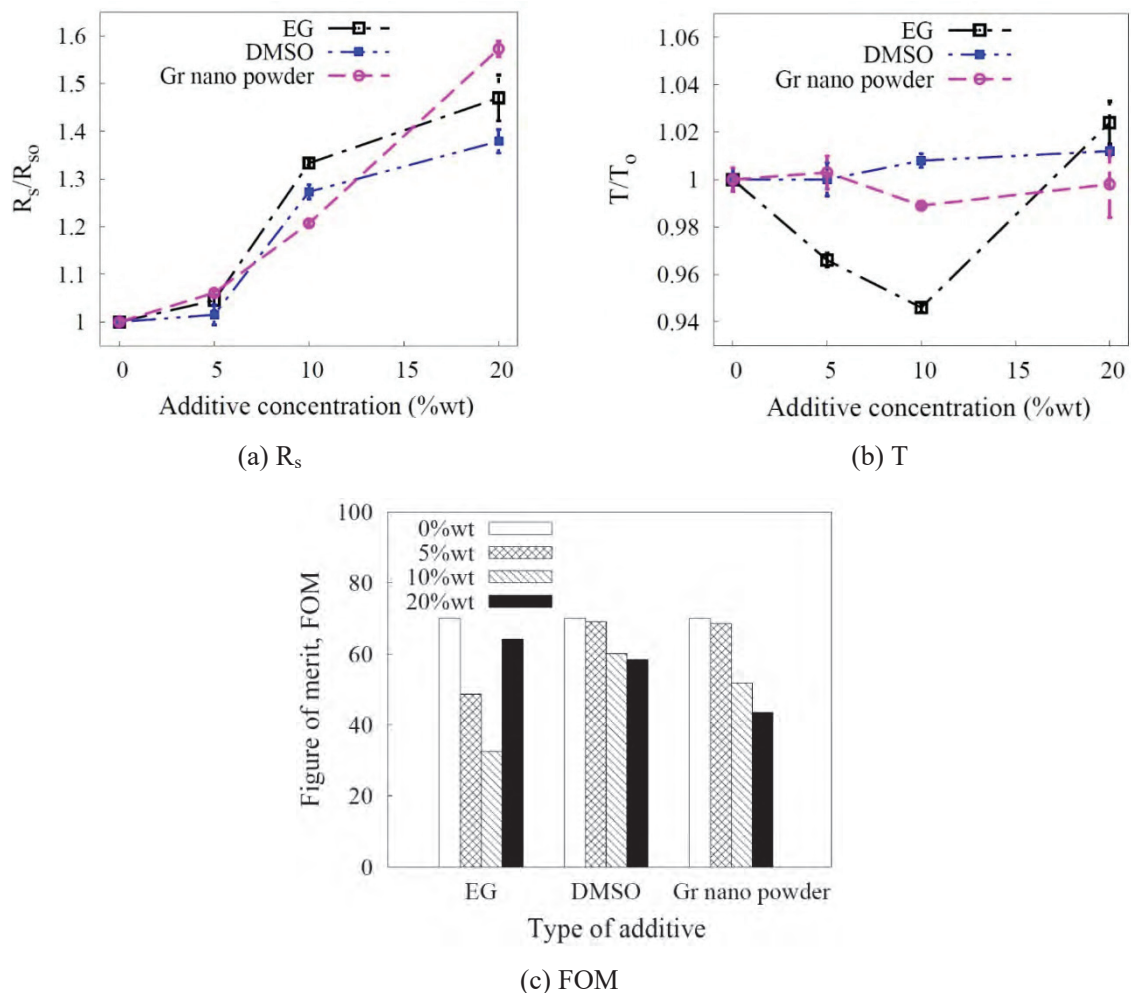 EG
DMSO
Gr nano powder
1.6
1.5
1.4
1.3
1.2
1.1
1
Rₛ/Rₛₒ
0 5 10 15 20
Additive concentration (%wt)
(a) Rₛ
EG
DMSO
Gr nano powder
1.06
1.04
1.02
1
0.98
0.96
0.94
T/Tₒ
0 5 10 15 20
Additive concentration (%wt)
(b) T
0%wt
5%wt
10%wt
20%wt
100
80
60
40
20
0
Figure of merit, FOM
EG DMSO Gr nano powder
Type of additive
(c) FOM